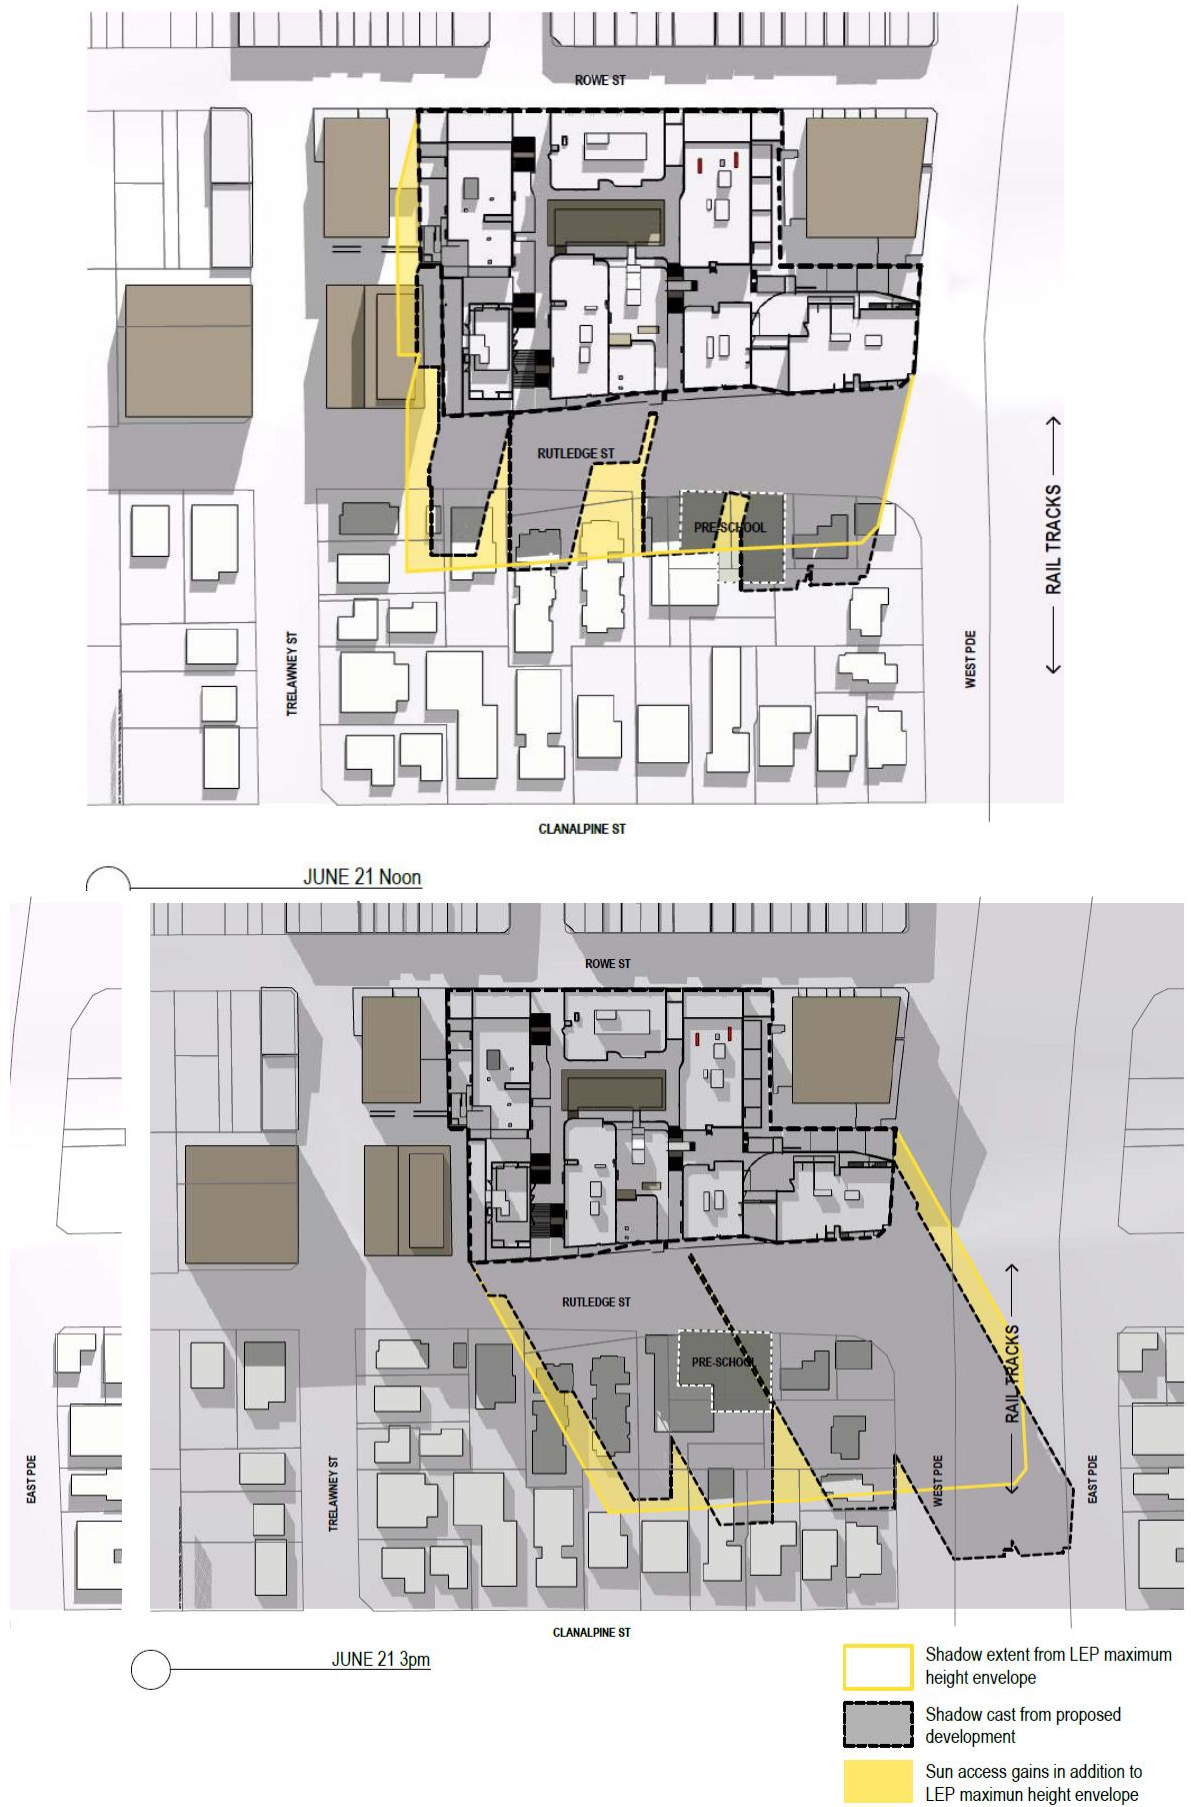 ROWE ST
RUTLEDGE ST
PRE-SCHOOL
RAIL TRACKS
TRELAWNEY ST
WEST PDE
CLANALPINE ST
JUNE 21 Noon
ROWE ST
RUTLEDGE ST
PRE-SCHOOL
RAIL TRACKS
EAST PDE
TRELAWNEY ST
WEST PDE
EAST PDE
CLANALPINE ST
JUNE 21 3pm
Shadow extent from LEP maximum
height envelope
Shadow cast from proposed
development
Sun access gains in addition to
LEP maximun height envelope